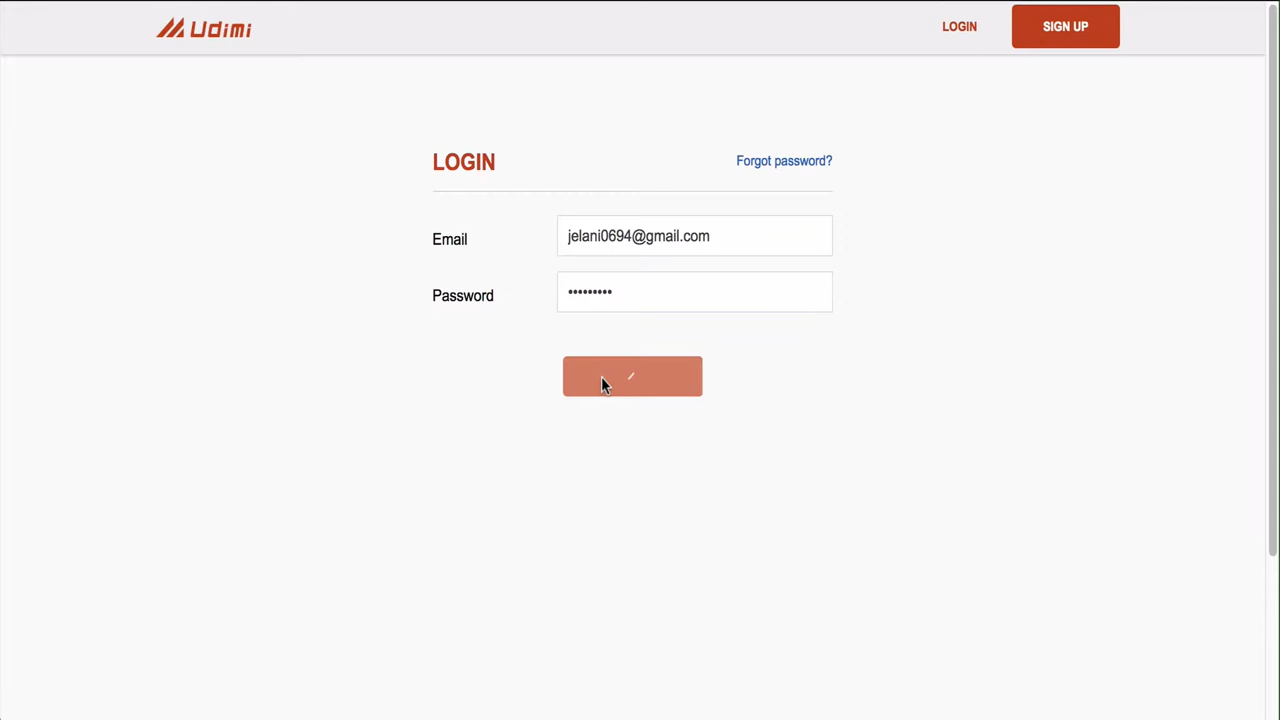 Udimi
LOGIN
SIGN UP
LOGIN
Forgot password?
Email
jelani0694@gmail.com
Password
•••••••••